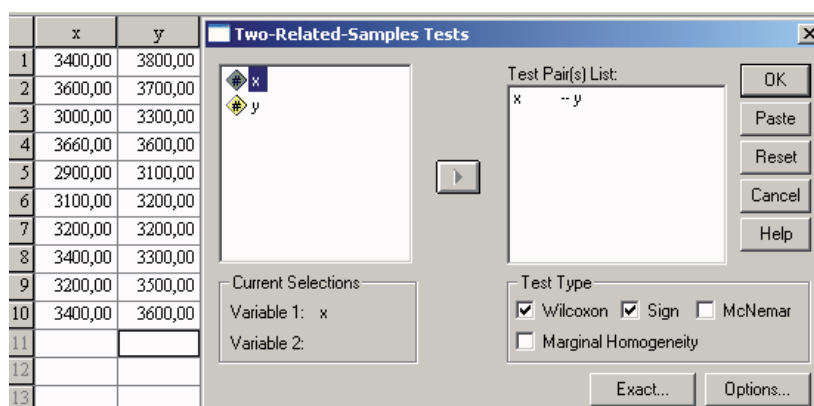 x y
1 3400,00 3800,00
2 3600,00 3700,00
3 3000,00 3300,00
4 3660,00 3600,00
5 2900,00 3100,00
6 3100,00 3200,00
7 3200,00 3200,00
8 3400,00 3300,00
9 3200,00 3500,00
10 3400,00 3600,00
11
12
13
Two-Related-Samples Tests
# x
# y
Test Pair(s) List:
x -- y
OK
Paste
Reset
Cancel
Help
Current Selections
Variable 1: x
Variable 2:
Test Type
Wilcoxon Sign McNemar
Marginal Homogeneity
Exact... Options...